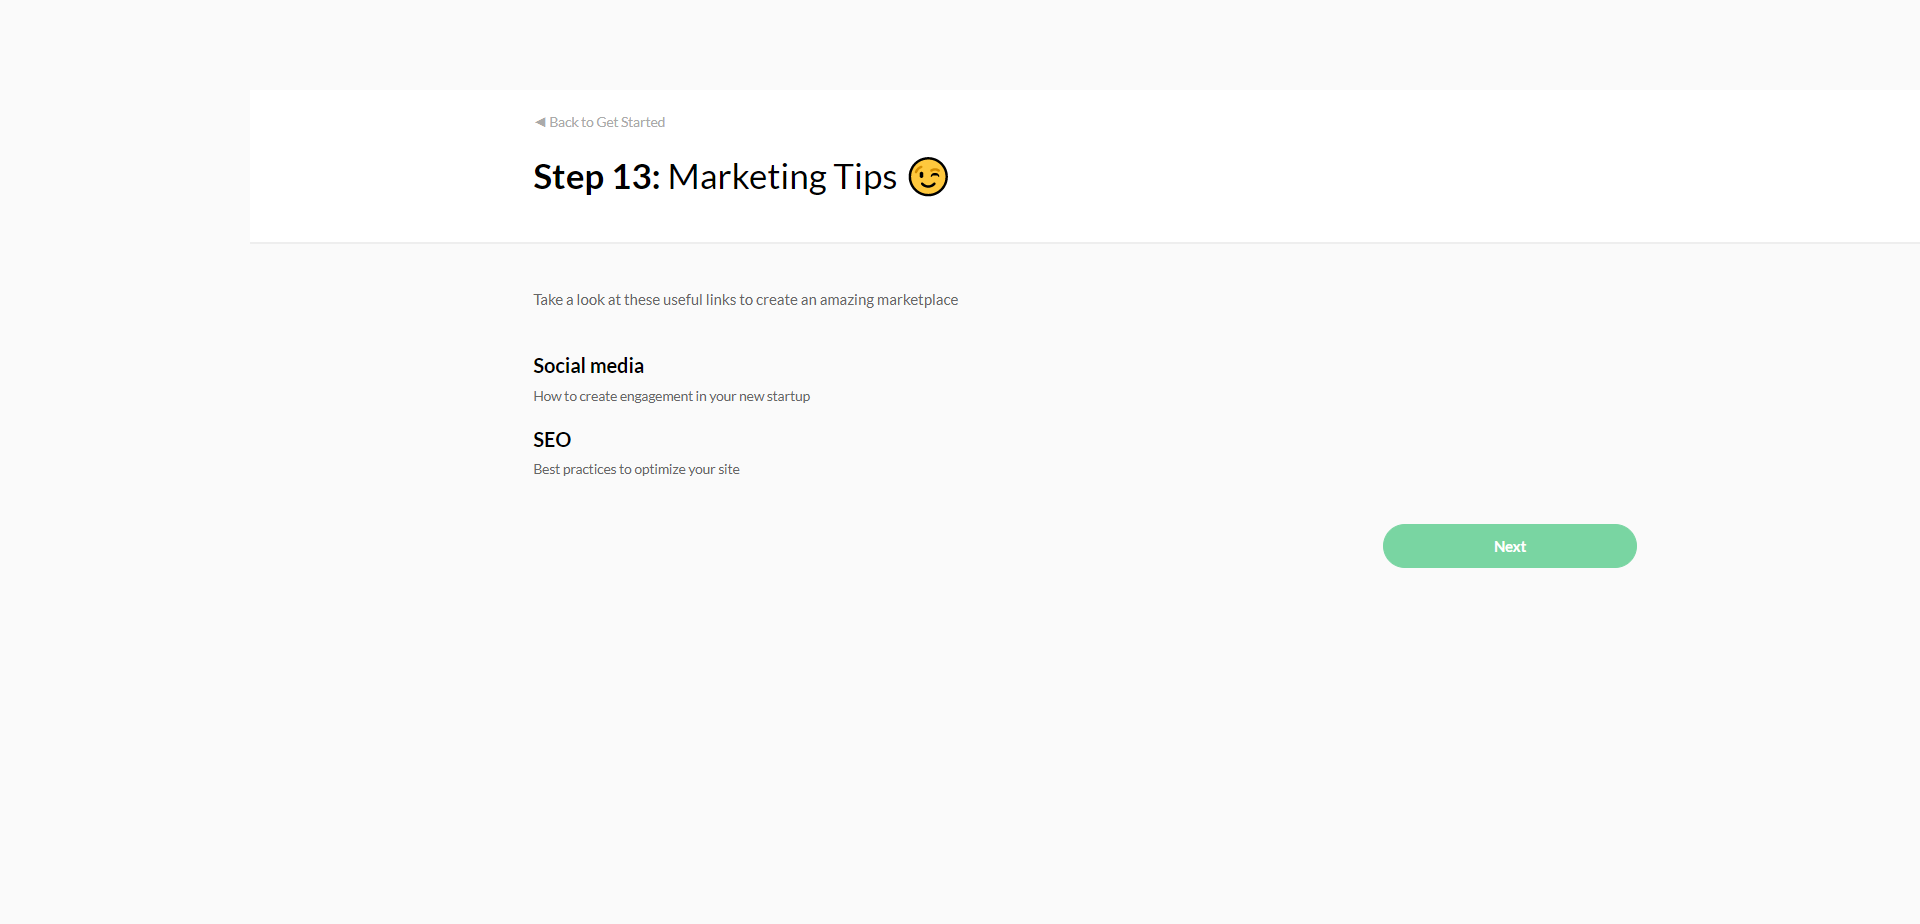 ◄ Back to Get Started
Step 13: Marketing Tips 😉
Take a look at these useful links to create an amazing marketplace
Social media
How to create engagement in your new startup
SEO
Best practices to optimize your site
Next